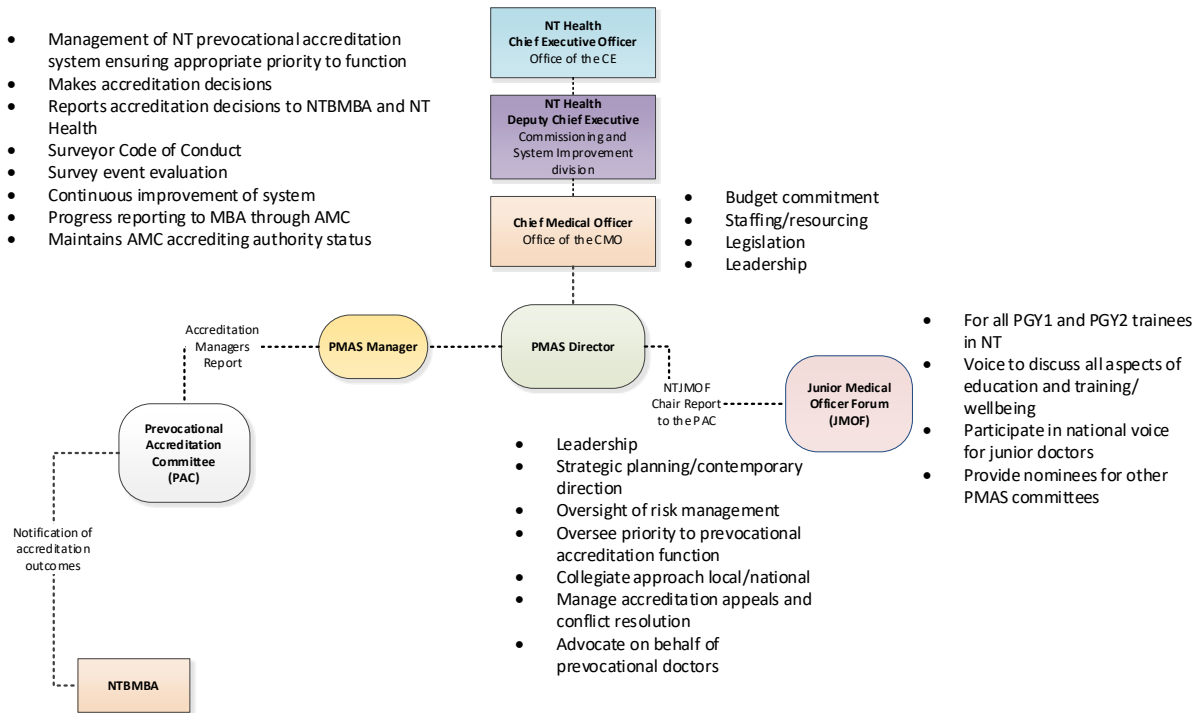 • Management of NT prevocational accreditation
system ensuring appropriate priority to function
• Makes accreditation decisions
• Reports accreditation decisions to NTBMBA and NT
Health
• Surveyor Code of Conduct
• Survey event evaluation
• Continuous improvement of system
• Progress reporting to MBA through AMC
• Maintains AMC accrediting authority status
NT Health
Chief Executive Officer
Office of the CE
NT Health
Deputy Chief Executive
Commissioning and
System Improvement
division
Chief Medical Officer
Office of the CMO
• Budget commitment
• Staffing/resourcing
• Legislation
• Leadership
Accreditation
Managers
Report
PMAS Manager
PMAS Director
NTJMOF
Chair Report
to the PAC
Junior Medical
Officer Forum
(JMOF)
• For all PGY1 and PGY2 trainees
in NT
• Voice to discuss all aspects of
education and training/
wellbeing
• Participate in national voice
for junior doctors
• Provide nominees for other
PMAS committees
Prevocational
Accreditation
Committee
(PAC)
• Leadership
• Strategic planning/contemporary
direction
• Oversight of risk management
• Oversee priority to prevocational
accreditation function
• Collegiate approach local/national
• Manage accreditation appeals and
conflict resolution
• Advocate on behalf of
prevocational doctors
Notification of
accreditation
outcomes
NTBMBA